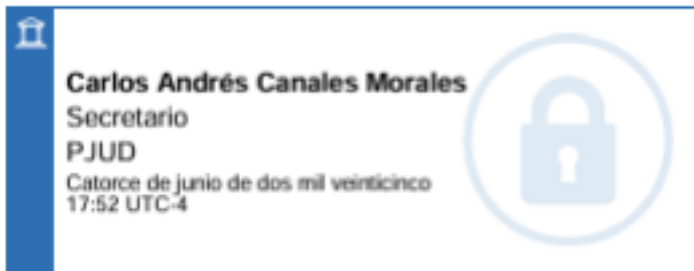 Carlos Andrés Canales Morales
Secretario
PJUD
Catorce de junio de dos mil veinticinco
17:52 UTC-4